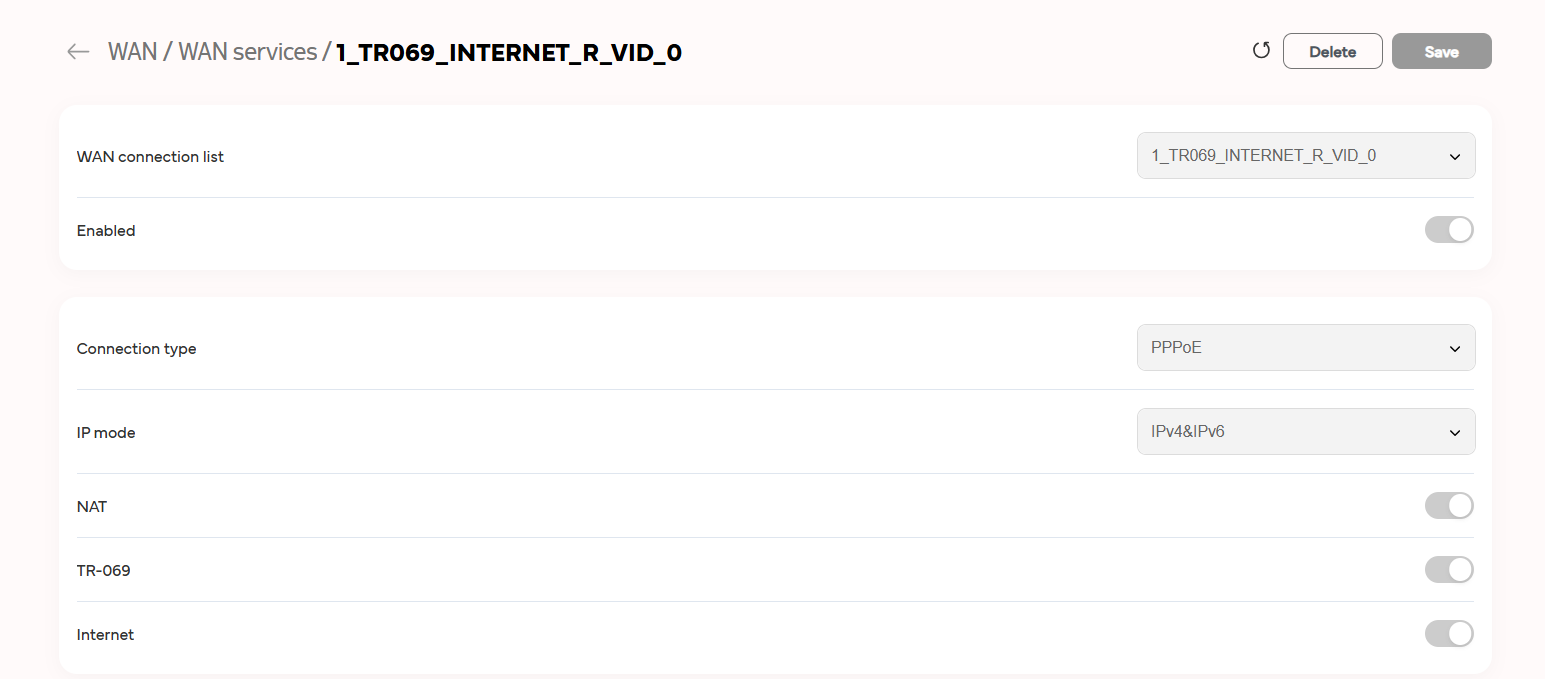 WAN / WAN services / 1_TR069_INTERNET_R_VID_0
Delete
Save
WAN connection list
1_TR069_INTERNET_R_VID_0
Enabled
Connection type
PPPoE
IP mode
IPv4&IPv6
NAT
TR-069
Internet